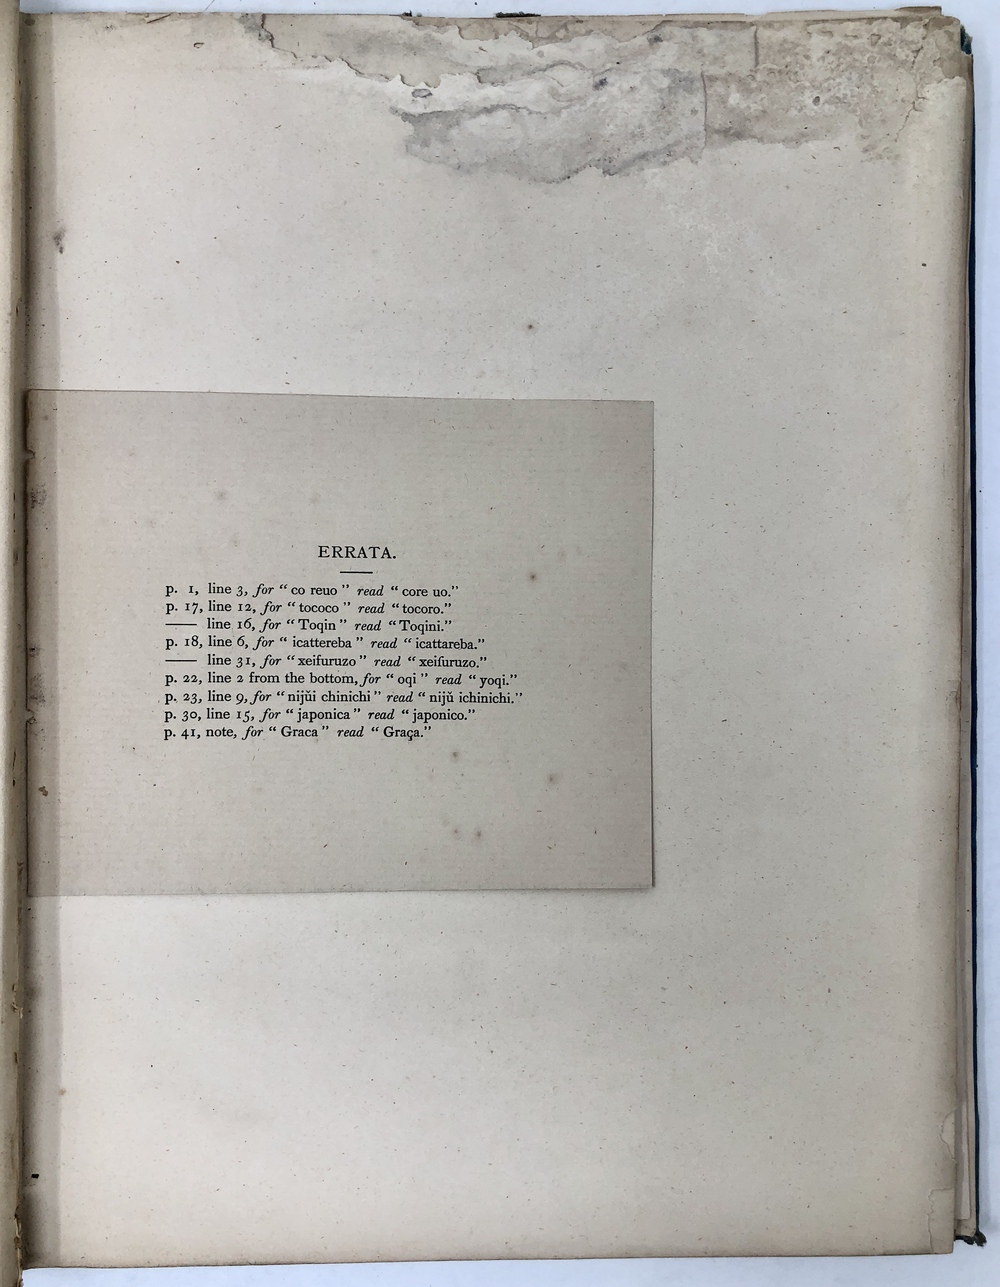 ERRATA.
p. 1, line 3, for “ co reuo ” read “ core uo.”
p. 17, line 12, for “ tococo ” read “ tocoro.”
—— line 16, for “ Toqin ” read “ Toqini.”
p. 18, line 6, for “ icattereba ” read “ icattareba.”
—— line 31, for “ xeifuruzo ” read “ xeiſuruzo.”
p. 22, line 2 from the bottom, for “ oqi ” read “ yoqi.”
p. 23, line 9, for “ nijŭi chinichi ” read “ nijŭ ichinichi.”
p. 30, line 15, for “ japonica ” read “ japonico.”
p. 41, note, for “ Graca ” read “ Graça.”